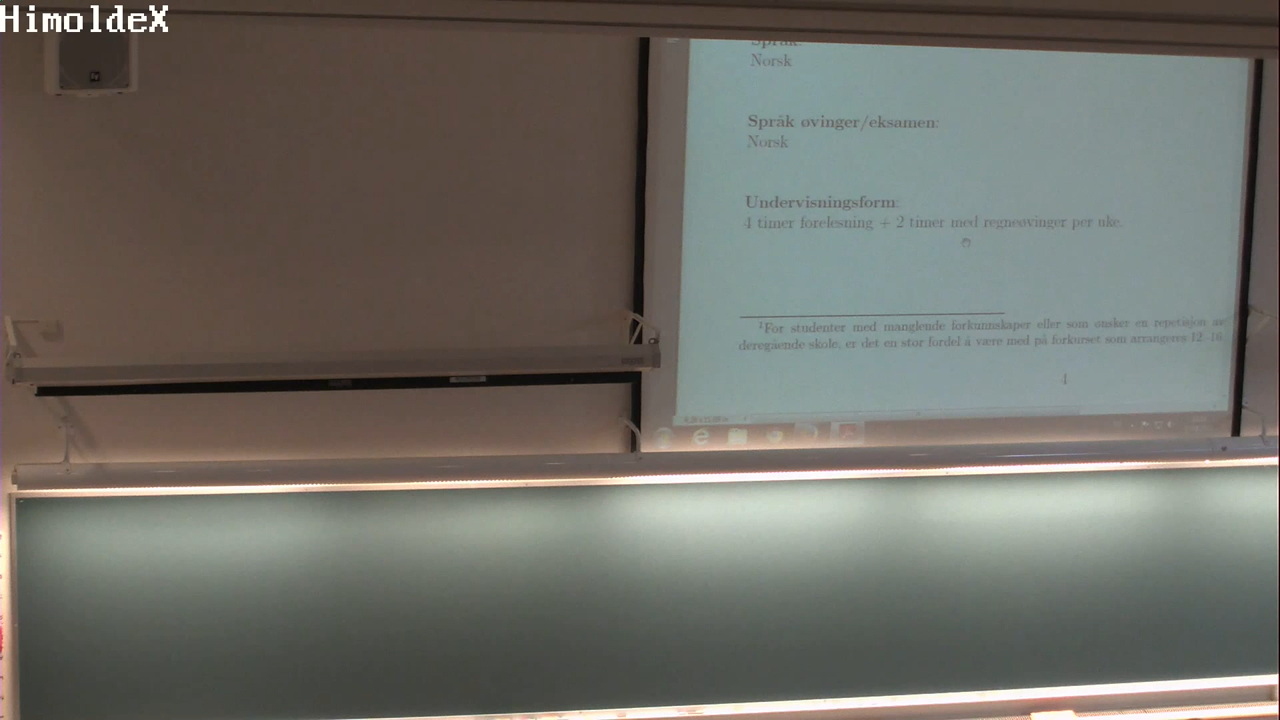 HimoldeX
Språk:
Norsk
Språk øvinger/eksamen:
Norsk
Undervisningsform:
4 timer forelesning + 2 timer med regneøvinger per uke.
1For studenter med manglende forkunnskaper eller som ønsker en repetisjon av
deregående skole, er det en stor fordel å være med på forkurset som arrangeres 12.-16
4